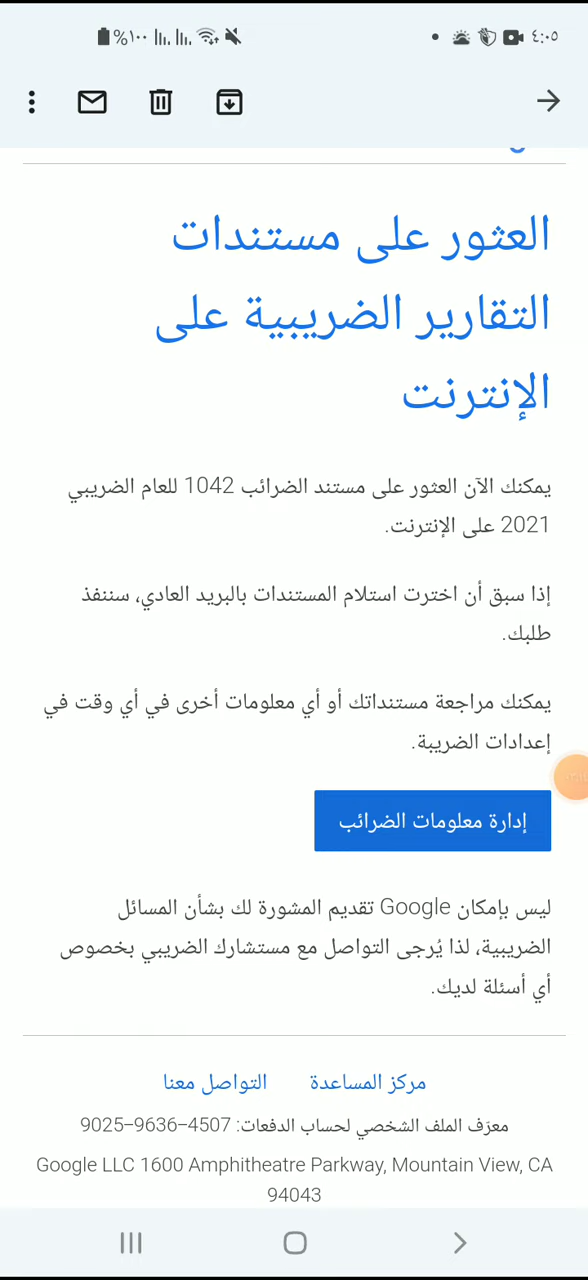 %١٠٠
٤:٠٥
العثور على مستندات
التقارير الضريبية على
الإنترنت
يمكنك الآن العثور على مستند الضرائب 1042 للعام الضريبي
2021 على الإنترنت.
إذا سبق أن اخترت استلام المستندات بالبريد العادي، سننفذ
طلبك.
يمكنك مراجعة مستنداتك أو أي معلومات أخرى في أي وقت في
إعدادات الضريبة.
إدارة معلومات الضرائب
ليس بإمكان Google تقديم المشورة لك بشأن المسائل
الضريبية، لذا يُرجى التواصل مع مستشارك الضريبي بخصوص
أي أسئلة لديك.
مركز المساعدة التواصل معنا
معرّف الملف الشخصي لحساب الدفعات: 4507–9636–9025
Google LLC 1600 Amphitheatre Parkway, Mountain View, CA
94043